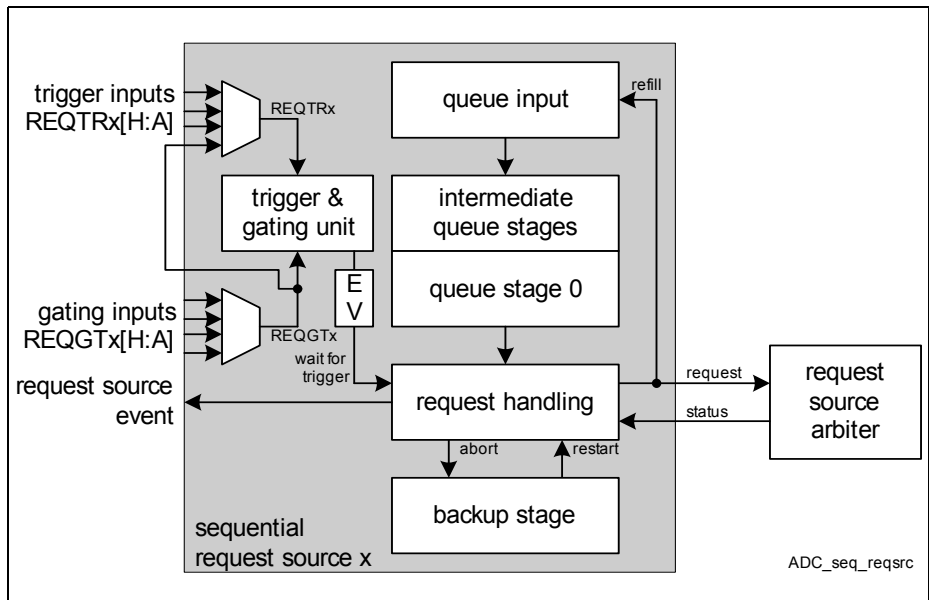 trigger inputs
REQTRx[H:A]
REQTRx
queue input
refill
trigger &
gating unit
intermediate
queue stages
queue stage 0
E
V
gating inputs
REQGTx[H:A]
REQGTx
wait for
trigger
request source
event
request handling
request
status
request
source
arbiter
abort
restart
backup stage
sequential
request source x
ADC_seq_reqsrc